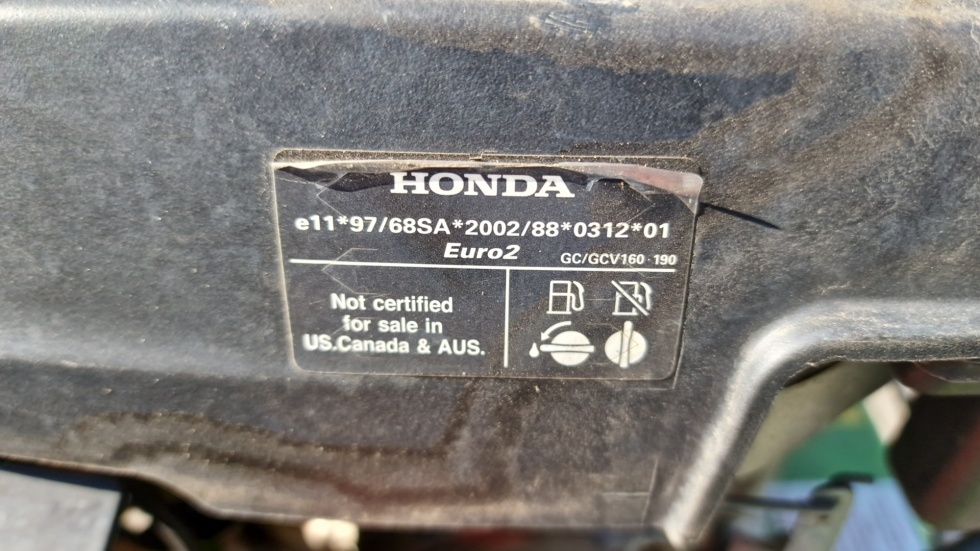 HONDA
e11*97/68SA*2002/88*0312*01
Euro2 GC/GCV160·190
Not certified
for sale in
US.Canada & AUS.